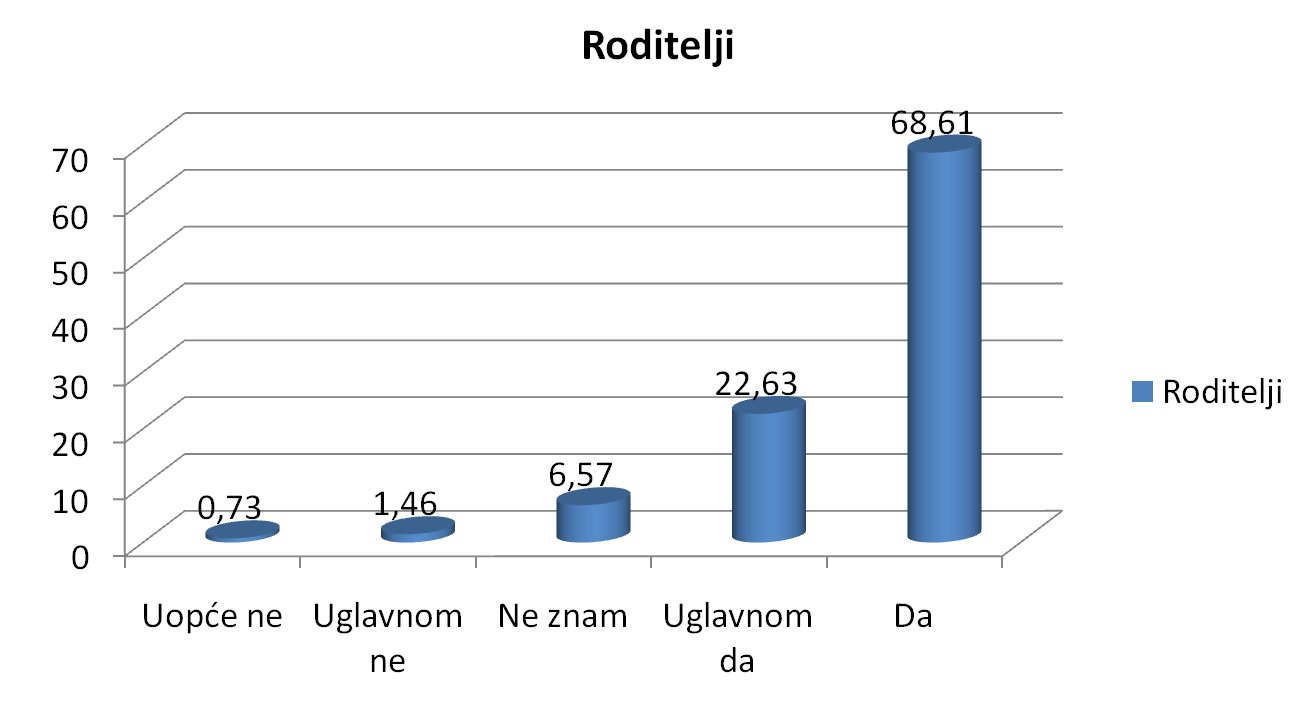 Roditelji
68,61
70
60
50
40
30
20
10
0
22,63
6,57
1,46
0,73
Roditelji
Uopće ne
Uglavnom ne
Ne znam
Uglavnom da
Da